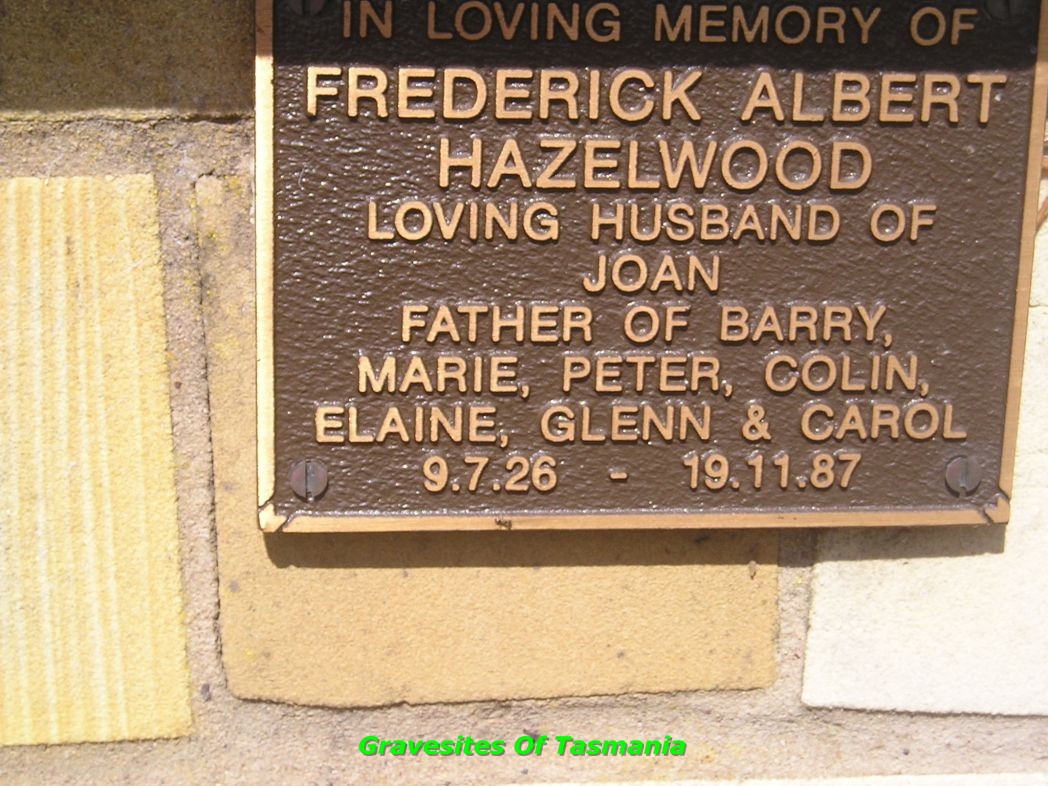 IN LOVING MEMORY OF
FREDERICK ALBERT
HAZELWOOD
LOVING HUSBAND OF
JOAN
FATHER OF BARRY,
MARIE, PETER, COLIN,
ELAINE, GLENN & CAROL
9.7.26 - 19.11.87
Gravesites Of Tasmania